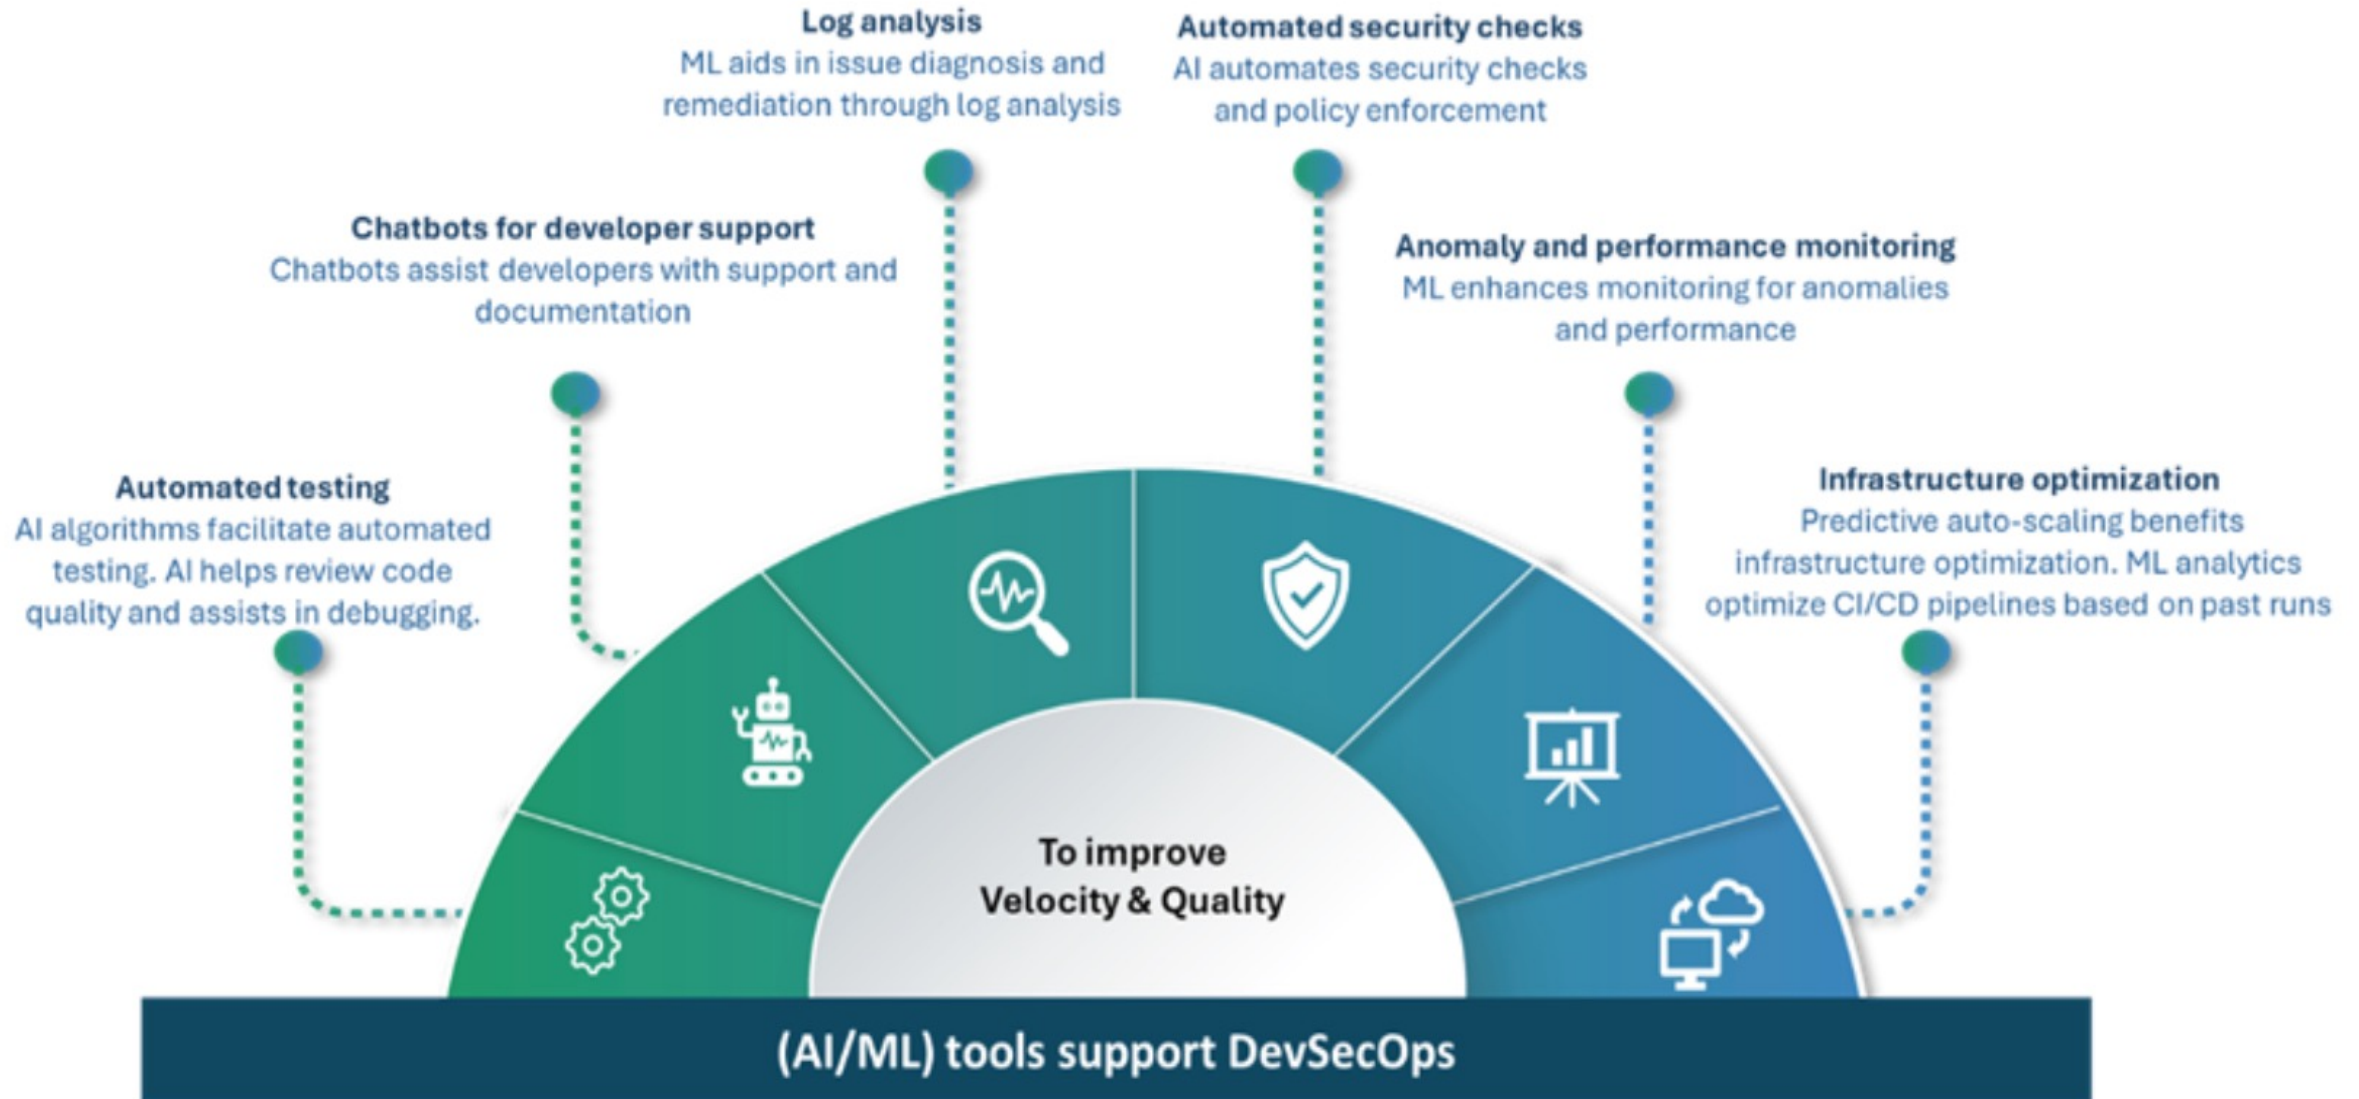 Log analysis
ML aids in issue diagnosis and
remediation through log analysis
Automated security checks
AI automates security checks
and policy enforcement
Chatbots for developer support
Chatbots assist developers with support and
documentation
Anomaly and performance monitoring
ML enhances monitoring for anomalies
and performance
Automated testing
AI algorithms facilitate automated
testing. AI helps review code
quality and assists in debugging.
Infrastructure optimization
Predictive auto-scaling benefits
infrastructure optimization. ML analytics
optimize CI/CD pipelines based on past runs
To improve
Velocity & Quality
(AI/ML) tools support DevSecOps